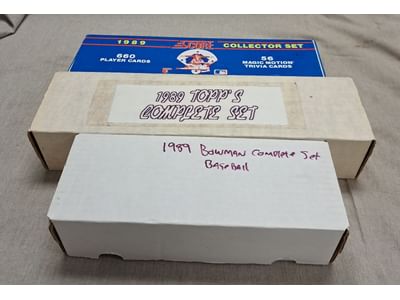 1989
SCORE
COLLECTOR SET
660
PLAYER CARDS
56
MAGIC MOTION
TRIVIA CARDS
1989 TOPP'S
COMPLETE SET
1989 Bowman Complete Set
Baseball